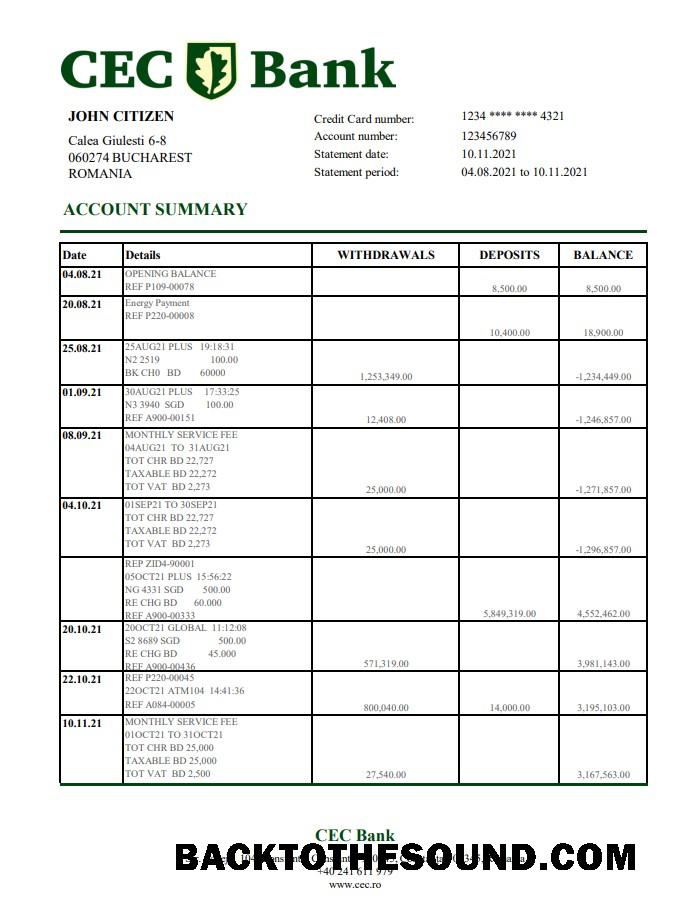 CEC Bank
JOHN CITIZEN
Calea Giulesti 6-8
060274 BUCHAREST
ROMANIA
Credit Card number: 1234 **** **** 4321
Account number: 123456789
Statement date: 10.11.2021
Statement period: 04.08.2021 to 10.11.2021
ACCOUNT SUMMARY
Date Details WITHDRAWALS DEPOSITS BALANCE
04.08.21 OPENING BALANCE
REF P109-00078 8,500.00 8,500.00
20.08.21 Energy Payment
REF P220-00008
10,400.00 18,900.00
25.08.21 25AUG21 PLUS 19:18:31
N2 2519 100.00
BK CH0 BD 60000 1,253,349.00 -1,234,449.00
01.09.21 30AUG21 PLUS 17:33:25
N3 3940 SGD 100.00
REF A900-00151 12,408.00 -1,246,857.00
08.09.21 MONTHLY SERVICE FEE
04AUG21 TO 31AUG21
TOT CHR BD 22,727
TAXABLE BD 22,272
TOT VAT BD 2,273 25,000.00 -1,271,857.00
04.10.21 01SEP21 TO 30SEP21
TOT CHR BD 22,727
TAXABLE BD 22,272
TOT VAT BD 2,273 25,000.00 -1,296,857.00
REP ZID4-90001
05OCT21 PLUS 15:56:22
NG 4331 SGD 500.00
RE CHG BD 60.000
REF A900-00333 5,849,319.00 4,552,462.00
20.10.21 20OCT21 GLOBAL 11:12:08
S2 8689 SGD 500.00
RE CHG BD 45.000
REF A900-00436 571,319.00 3,981,143.00
22.10.21 REF P220-00045
22OCT21 ATM104 14:41:36
REF A084-00005 800,040.00 14,000.00 3,195,103.00
10.11.21 MONTHLY SERVICE FEE
01OCT21 TO 31OCT21
TOT CHR BD 25,000
TAXABLE BD 25,000
TOT VAT BD 2,500 27,540.00 3,167,563.00
CEC Bank
BACKTOTHESOUND.COM
+40 241 611 979
www.cec.ro